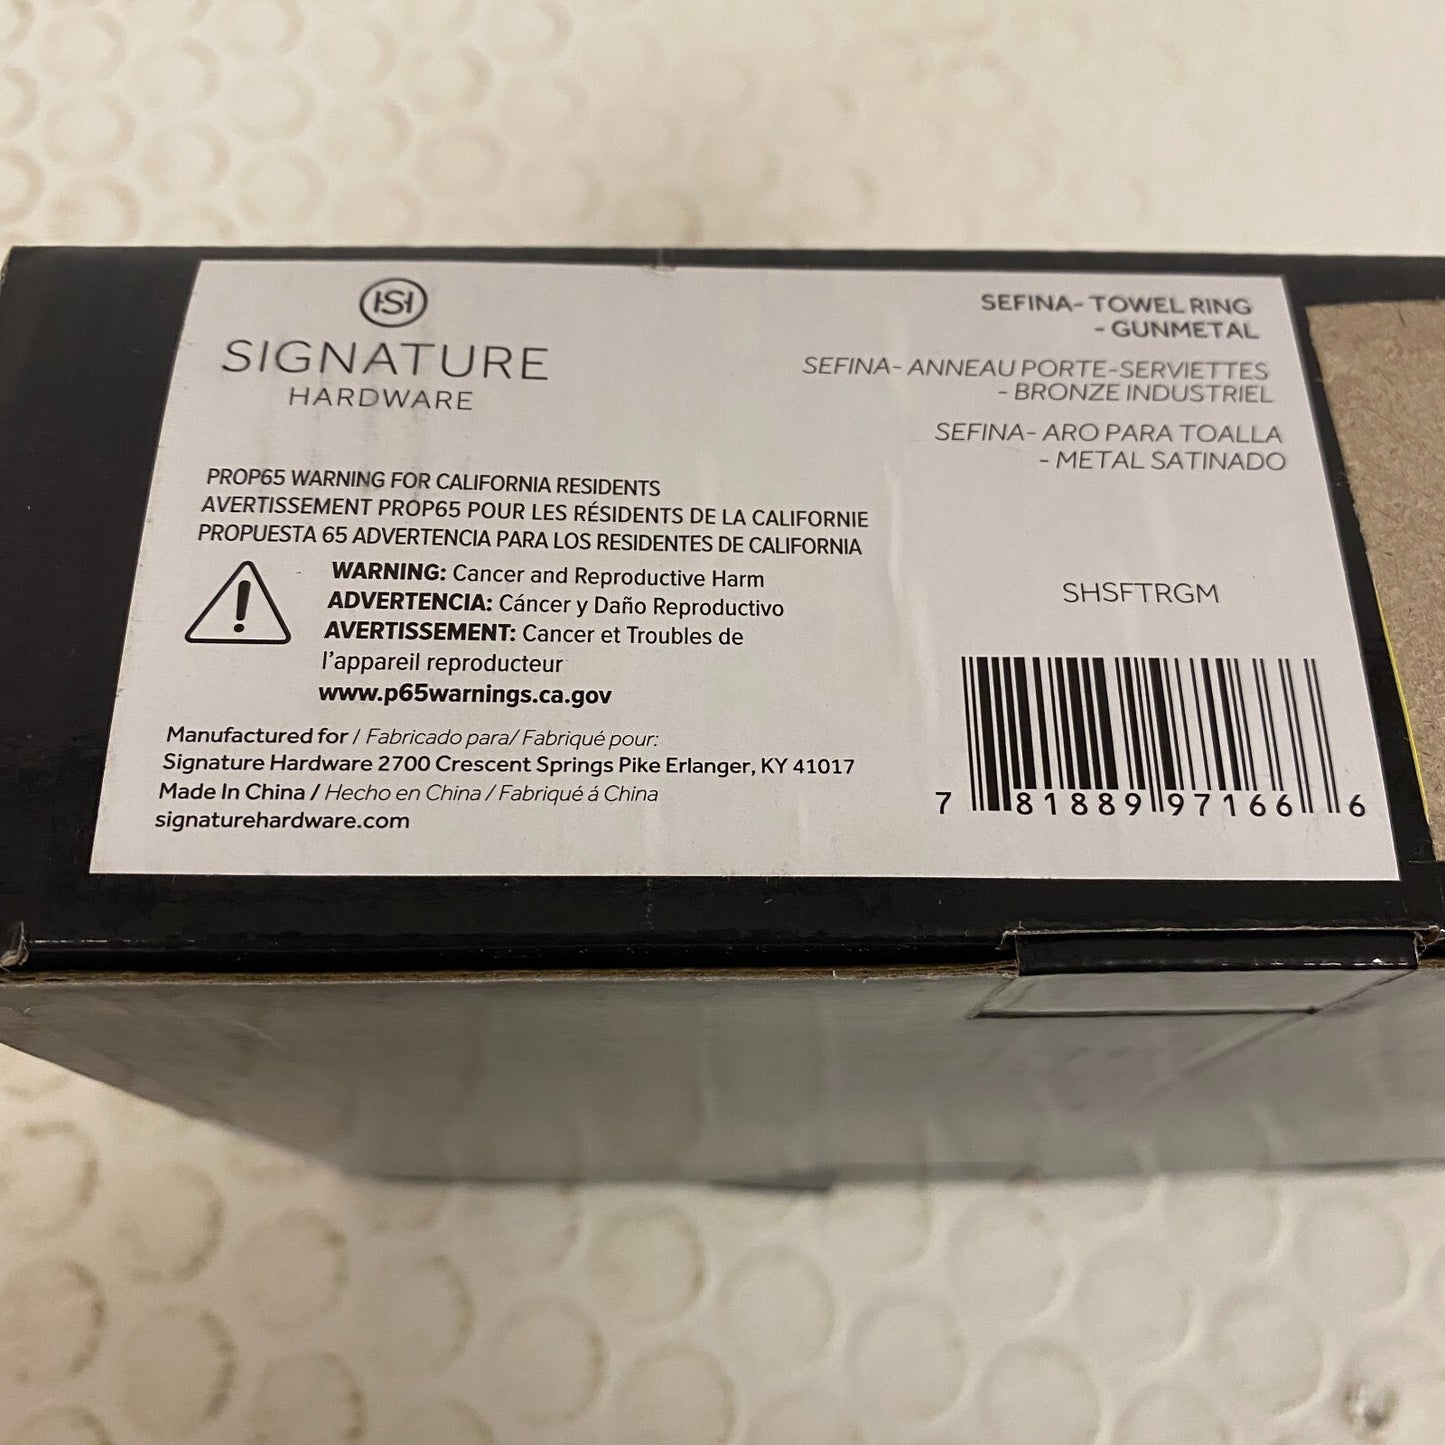 SH
SIGNATURE
HARDWARE
SEFINA- TOWEL RING
- GUNMETAL
SEFINA- ANNEAU PORTE-SERVIETTES
- BRONZE INDUSTRIEL
SEFINA- ARO PARA TOALLA
- METAL SATINADO
PROP65 WARNING FOR CALIFORNIA RESIDENTS
AVERTISSEMENT PROP65 POUR LES RÉSIDENTS DE LA CALIFORNIE
PROPUESTA 65 ADVERTENCIA PARA LOS RESIDENTES DE CALIFORNIA
WARNING: Cancer and Reproductive Harm
ADVERTENCIA: Cáncer y Daño Reproductivo
AVERTISSEMENT: Cancer et Troubles de
l'appareil reproducteur
www.p65warnings.ca.gov
Manufactured for / Fabricado para/ Fabriqué pour:
Signature Hardware 2700 Crescent Springs Pike Erlanger, KY 41017
Made In China / Hecho en China / Fabriqué á China
signaturehardware.com
SHSFTRGM
7 81889 97166 6